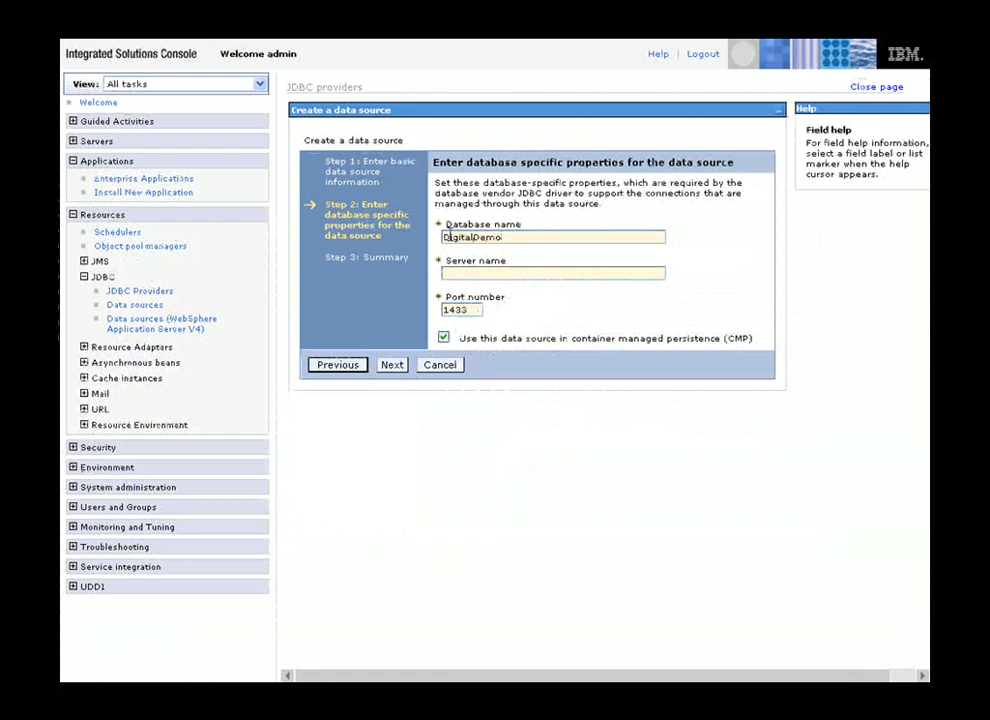 Integrated Solutions Console Welcome admin Help | Logout IBM.
View: All tasks
Welcome
Guided Activities
Servers
Applications
Enterprise Applications
Install New Application
Resources
Schedulers
Object pool managers
JMS
JDBC
JDBC Providers
Data sources
Data sources (WebSphere
Application Server V4)
Resource Adapters
Asynchronous beans
Cache instances
Mail
URL
Resource Environment
Security
Environment
System administration
Users and Groups
Monitoring and Tuning
Troubleshooting
Service integration
UDDI
JDBC providers Close page
Create a data source
Create a data source
Step 1: Enter basic
data source
information
Step 2: Enter
database specific
properties for the
data source
Step 3: Summary
Enter database specific properties for the data source
Set these database-specific properties, which are required by the
database vendor JDBC driver to support the connections that are
managed through this data source.
* Database name
DigitalDemo
* Server name
* Port number
1433
Use this data source in container managed persistence (CMP)
Previous Next Cancel
Help
Field help
For field help information,
select a field label or list
marker when the help
cursor appears.